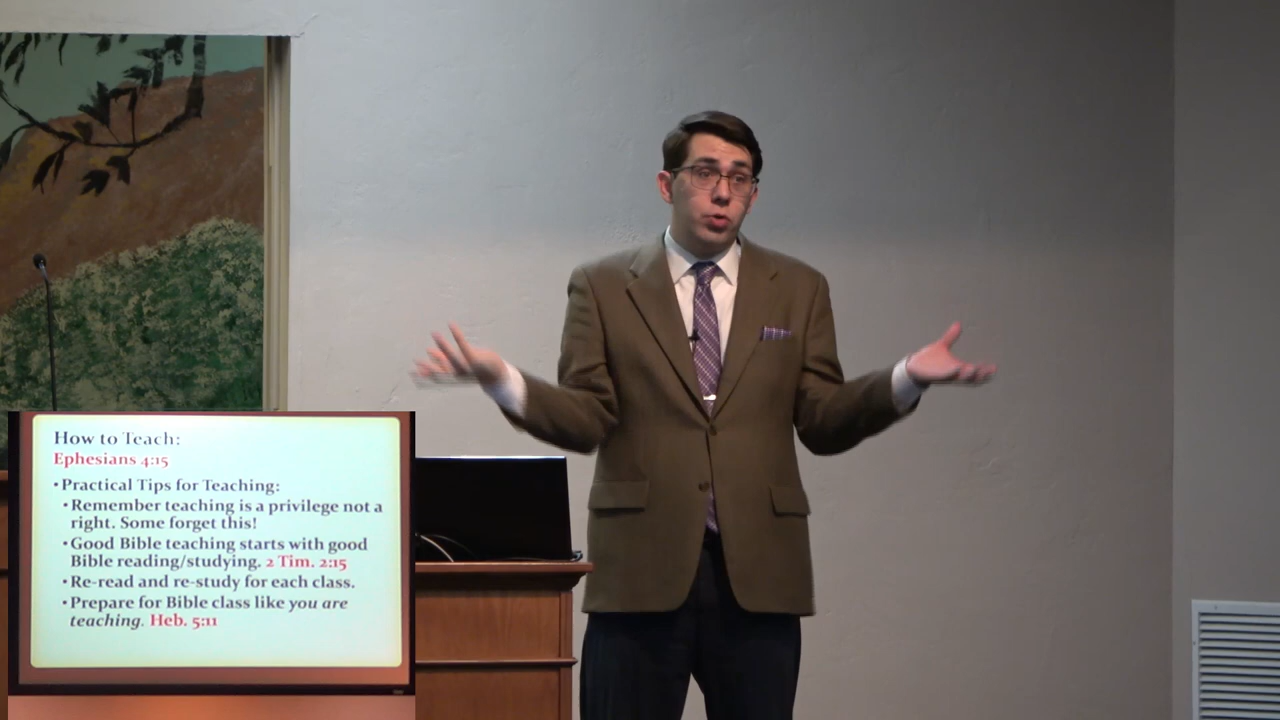 How to Teach:
Ephesians 4:15
•Practical Tips for Teaching:
•Remember teaching is a privilege not a
right. Some forget this!
•Good Bible teaching starts with good
Bible reading/studying. 2 Tim. 2:15
•Re-read and re-study for each class.
•Prepare for Bible class like you are
teaching. Heb. 5:11